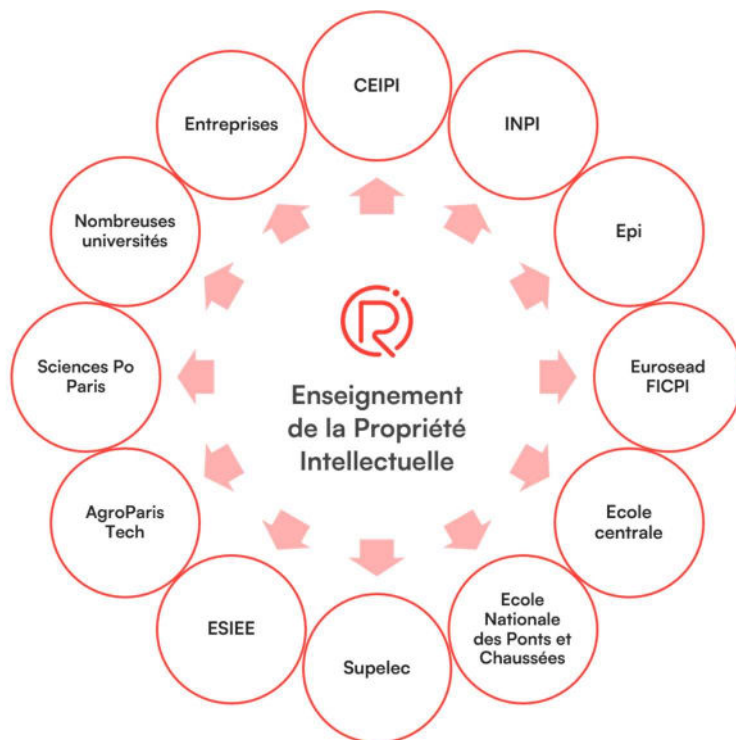 CEIPI
INPI
Epi
Eurosead
FICPI
Ecole
centrale
Ecole
Nationale
des Ponts et
Chaussées
Supelec
ESIEE
AgroParis
Tech
Sciences Po
Paris
Nombreuses
universités
Entreprises
R
Enseignement
de la Propriété
Intellectuelle